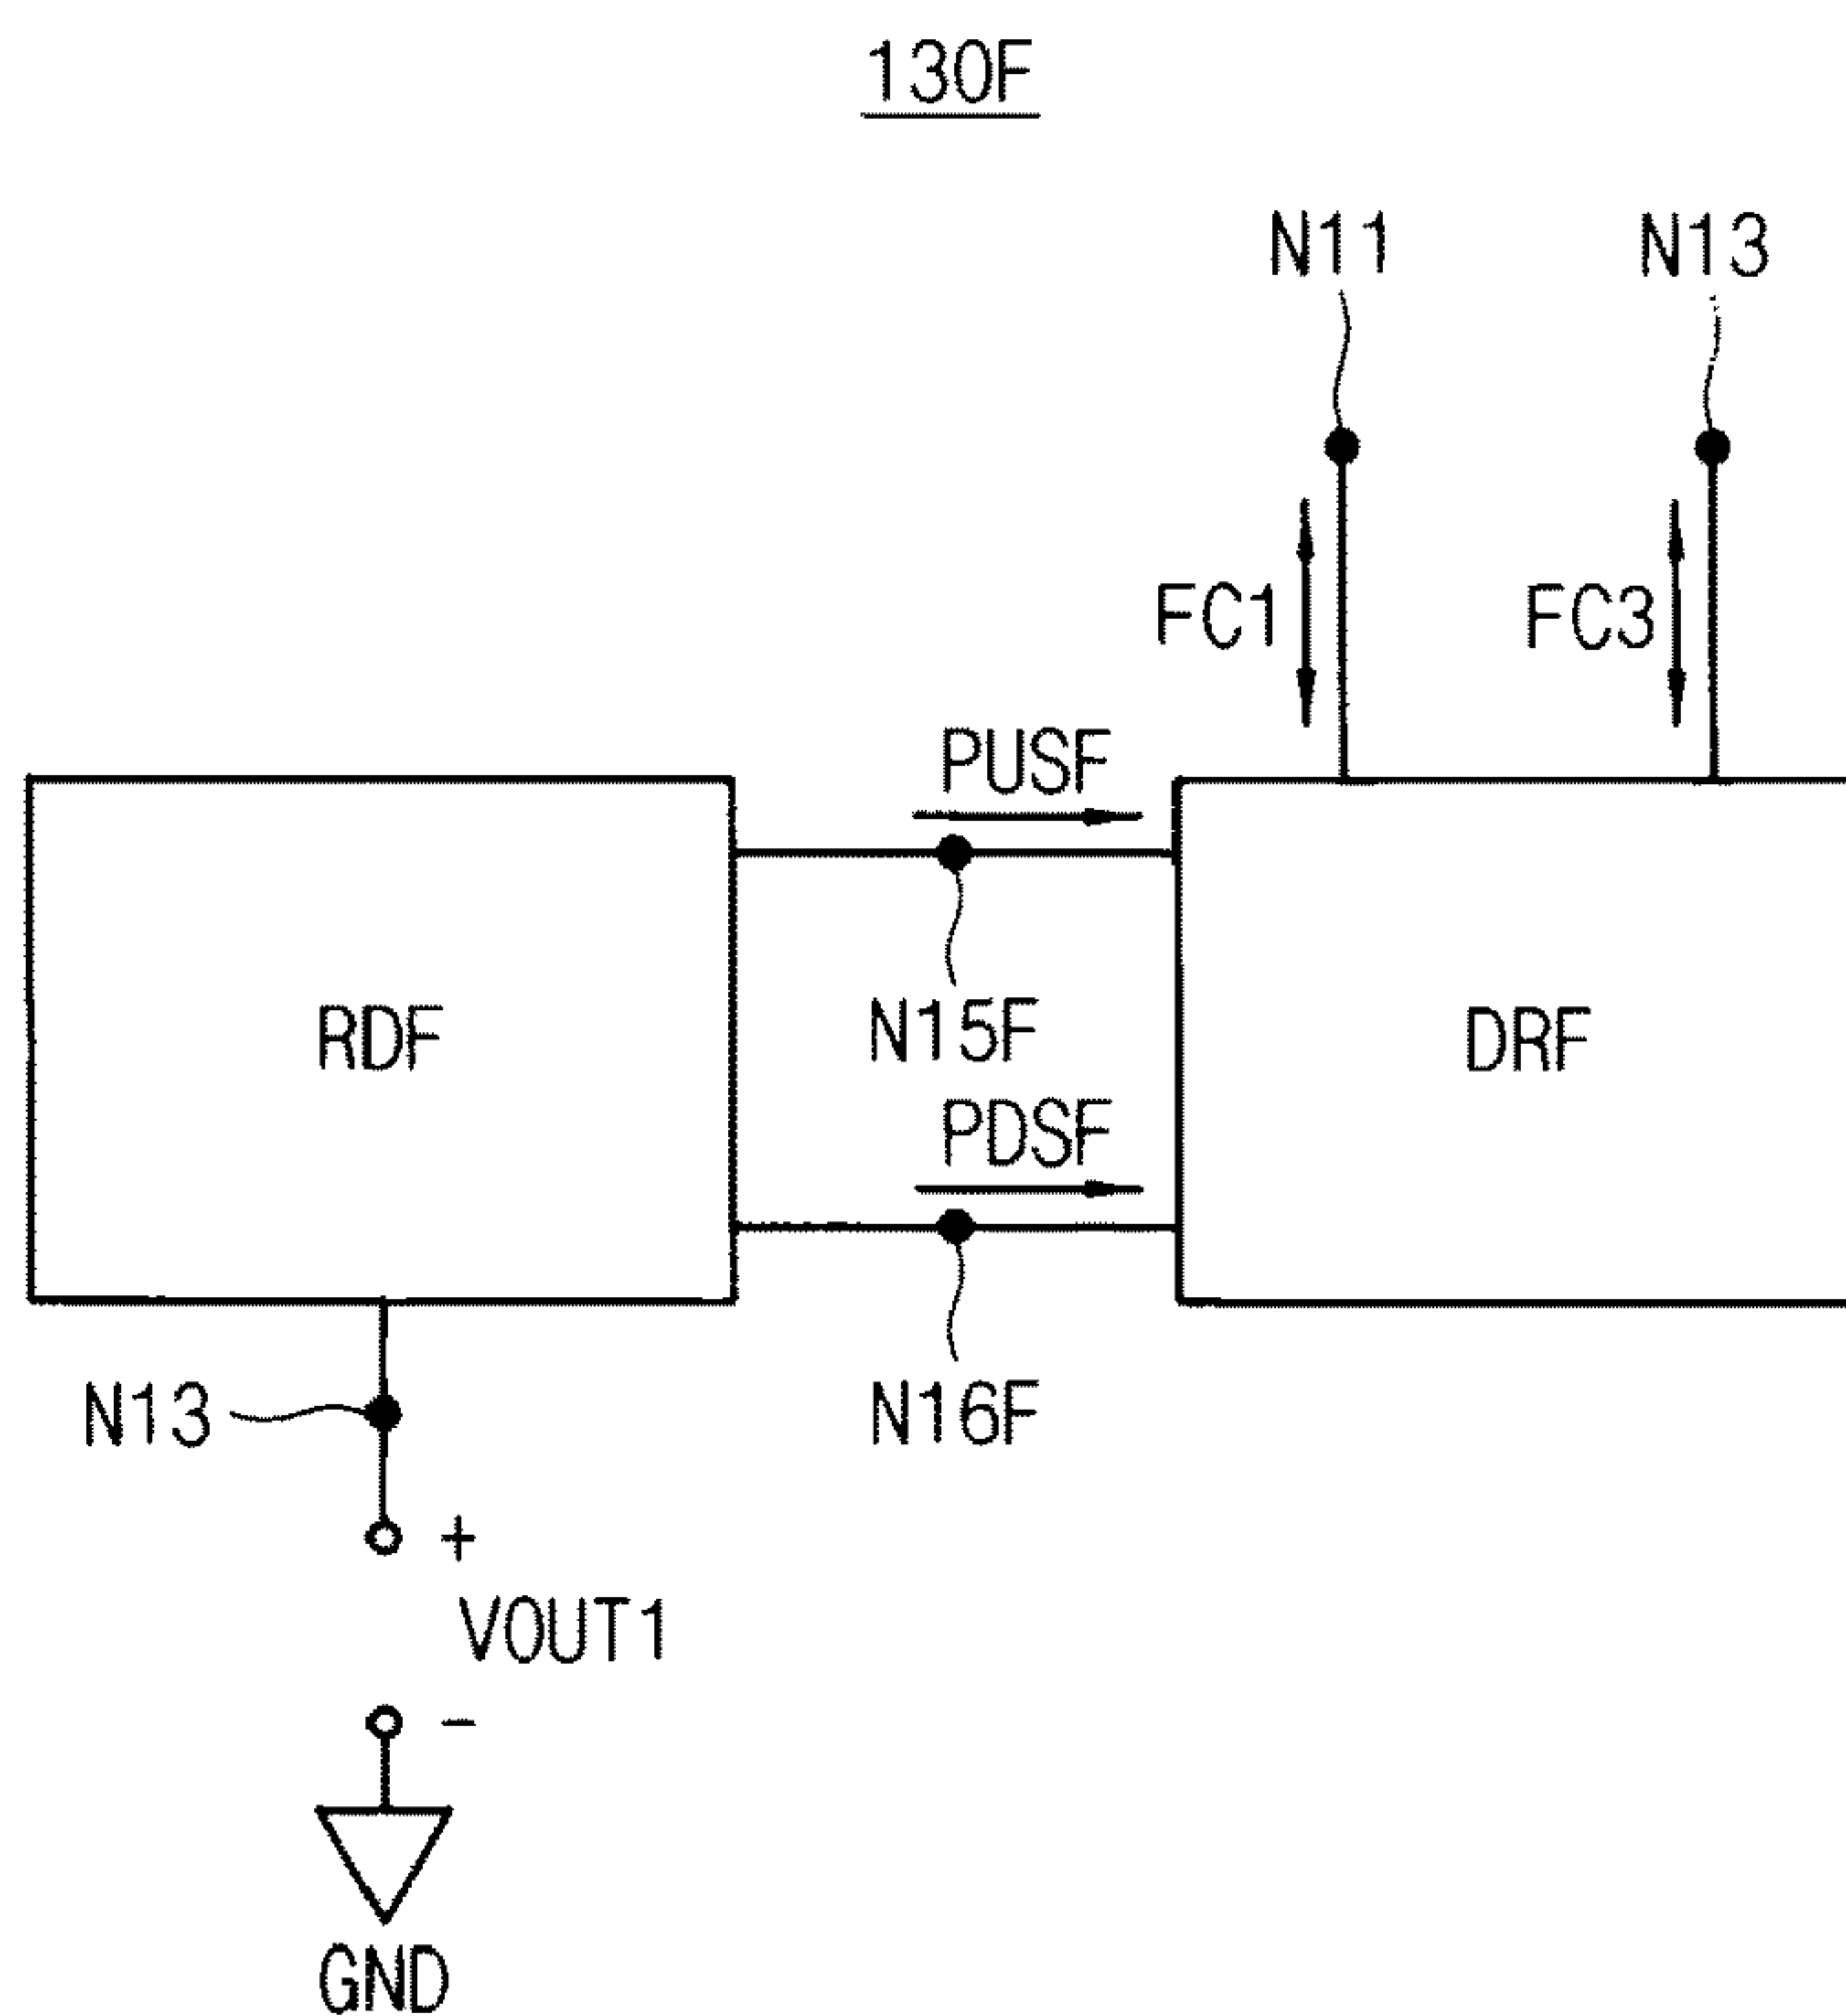 130F
N11 N13
FC1 FC3
PUSF
RDF N15F DRF
PDSF
N13 N16F
+
VOUT1
-
GND